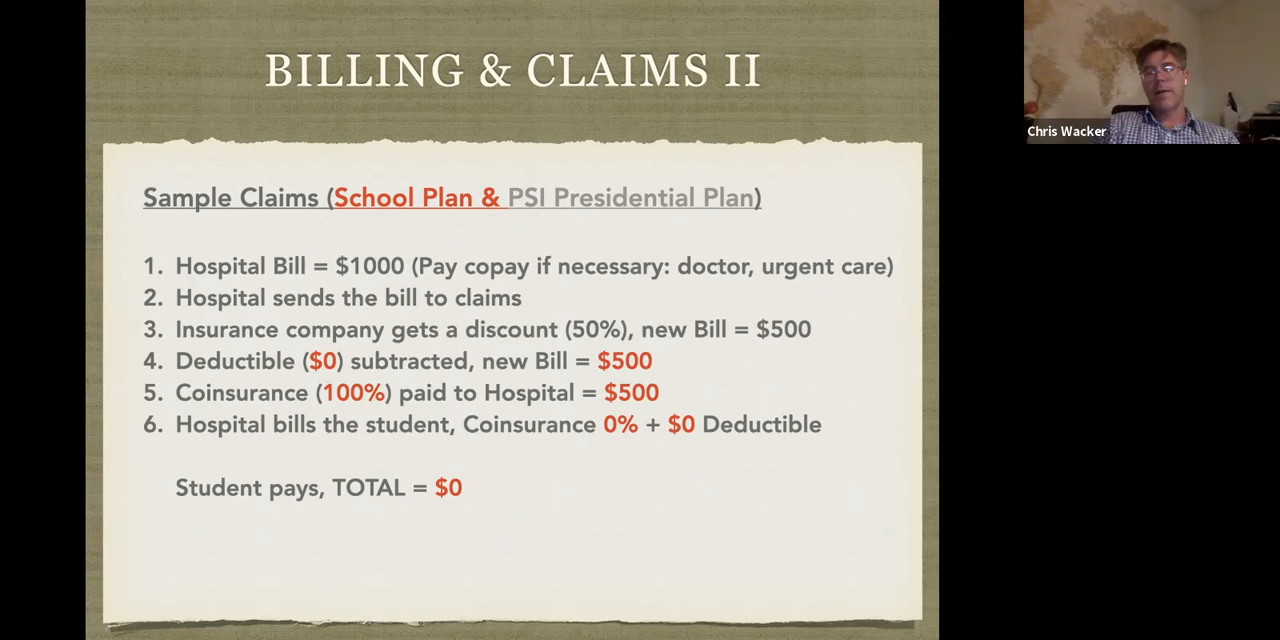 BILLING & CLAIMS II
Chris Wacker
Sample Claims (School Plan & PSI Presidential Plan)
1. Hospital Bill = $1000 (Pay copay if necessary: doctor, urgent care)
2. Hospital sends the bill to claims
3. Insurance company gets a discount (50%), new Bill = $500
4. Deductible ($0) subtracted, new Bill = $500
5. Coinsurance (100%) paid to Hospital = $500
6. Hospital bills the student, Coinsurance 0% + $0 Deductible
Student pays, TOTAL = $0